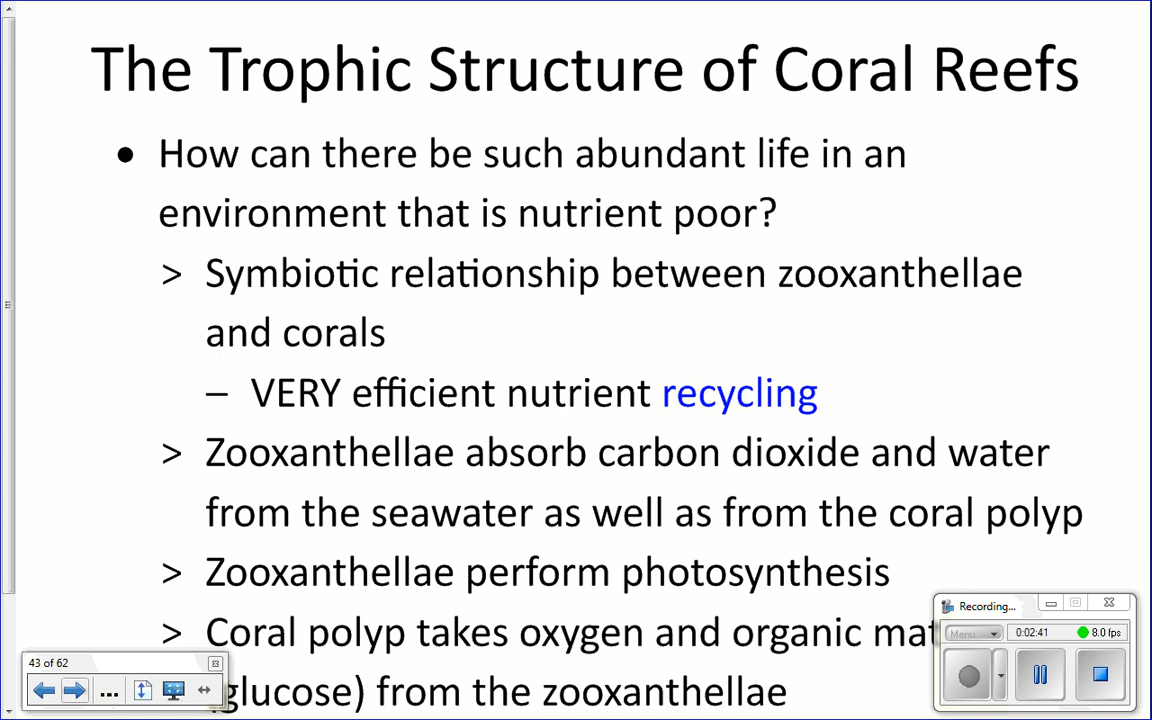 The Trophic Structure of Coral Reefs
• How can there be such abundant life in an
environment that is nutrient poor?
> Symbiotic relationship between zooxanthellae
and corals
– VERY efficient nutrient recycling
> Zooxanthellae absorb carbon dioxide and water
from the seawater as well as from the coral polyp
> Zooxanthellae perform photosynthesis
> Coral polyp takes oxygen and organic mat
(glucose) from the zooxanthellae
Recording...
Menu
0:02:41
8.0 fps
43 of 62
...